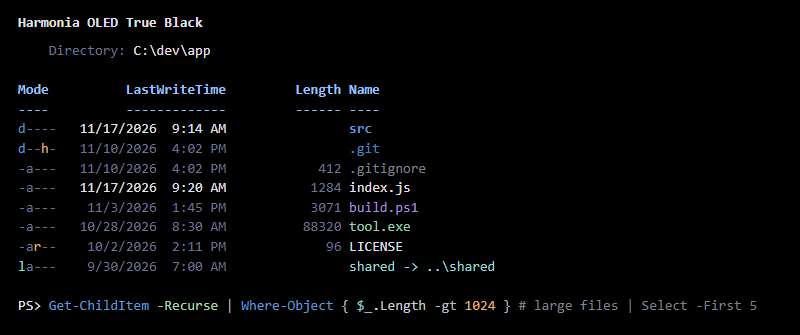 Harmonia OLED True Black
Directory: C:\dev\app
Mode LastWriteTime Length Name
---- ------------- ------ ----
d---- 11/17/2026 9:14 AM src
d--h- 11/10/2026 4:02 PM .git
-a--- 11/10/2026 4:02 PM 412 .gitignore
-a--- 11/17/2026 9:20 AM 1284 index.js
-a--- 11/3/2026 1:45 PM 3071 build.ps1
-a--- 10/28/2026 8:30 AM 88320 tool.exe
-ar-- 10/2/2026 2:11 PM 96 LICENSE
la--- 9/30/2026 7:00 AM shared -> ..\shared
PS> Get-ChildItem -Recurse | Where-Object { $_.Length -gt 1024 } # large files | Select -First 5